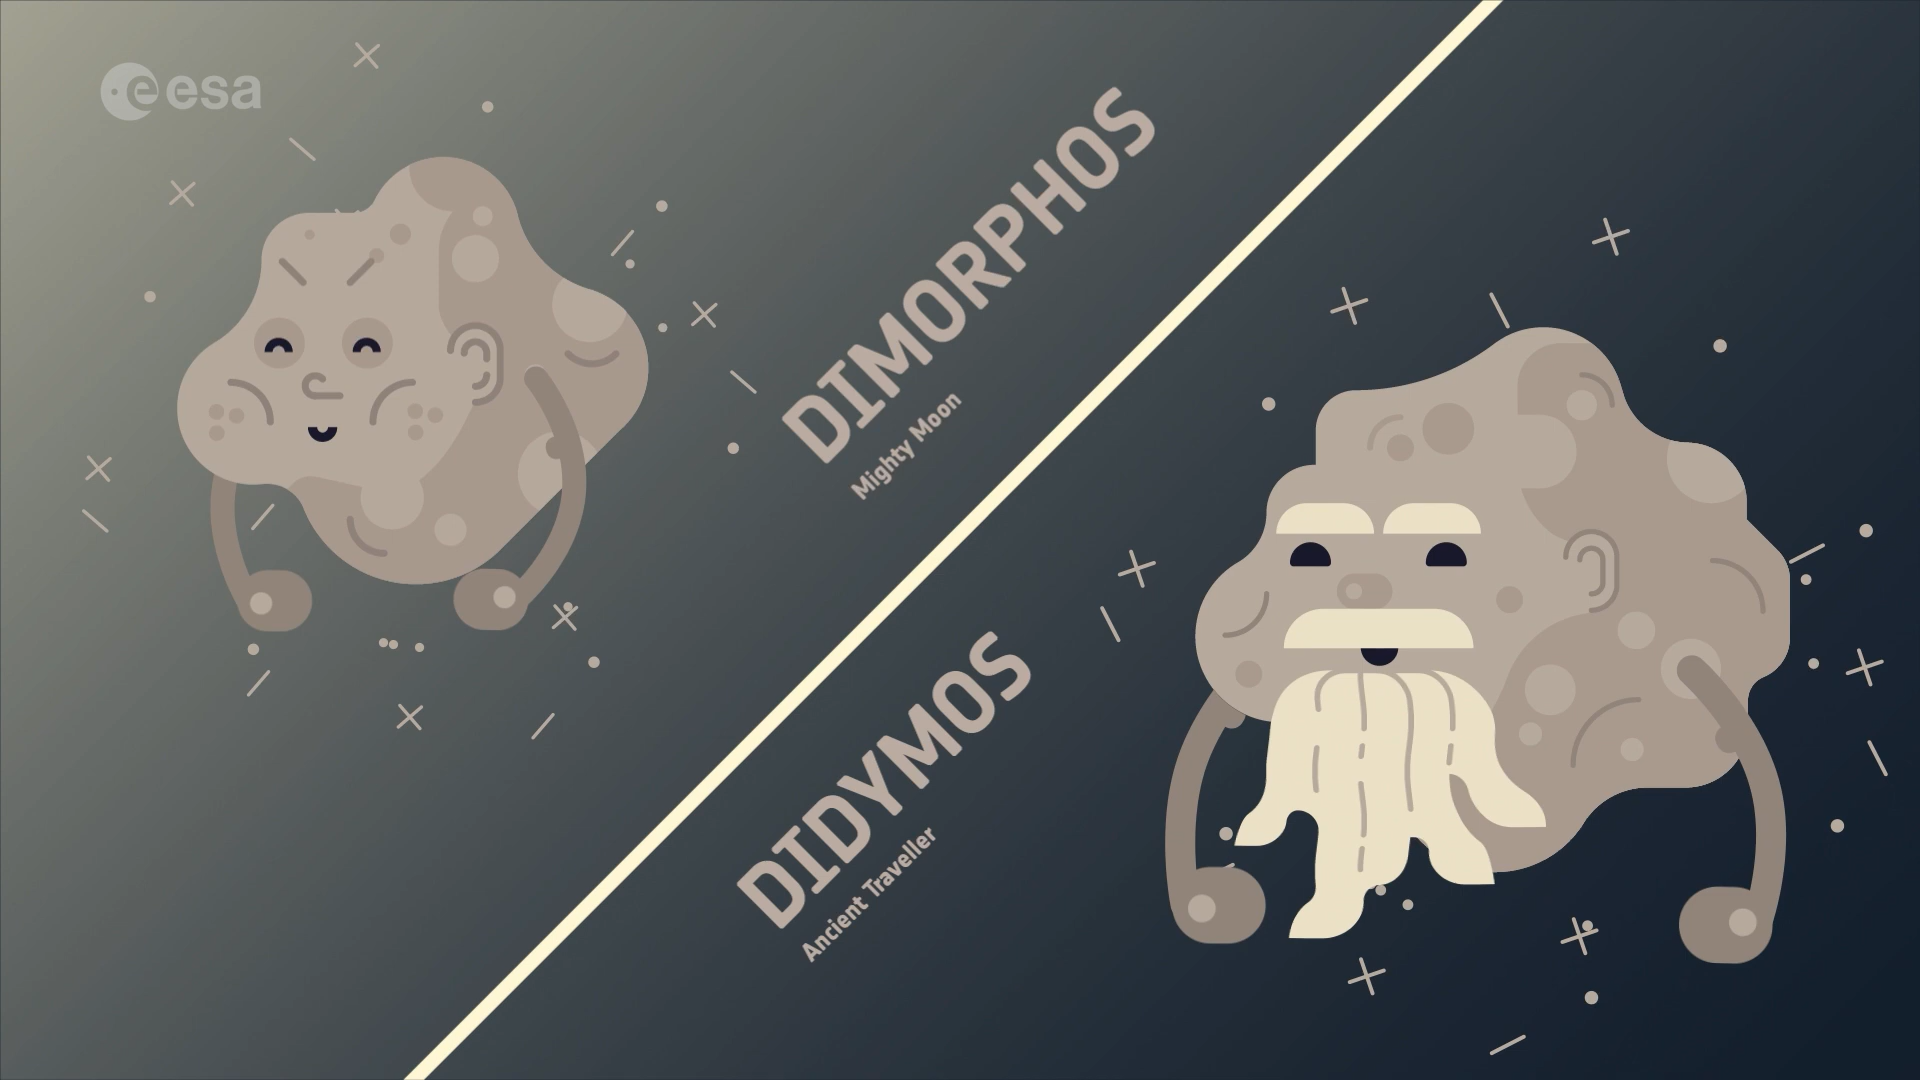 esa
DIMORPHOS
Mighty Moon
DIDYMOS
Ancient Traveller